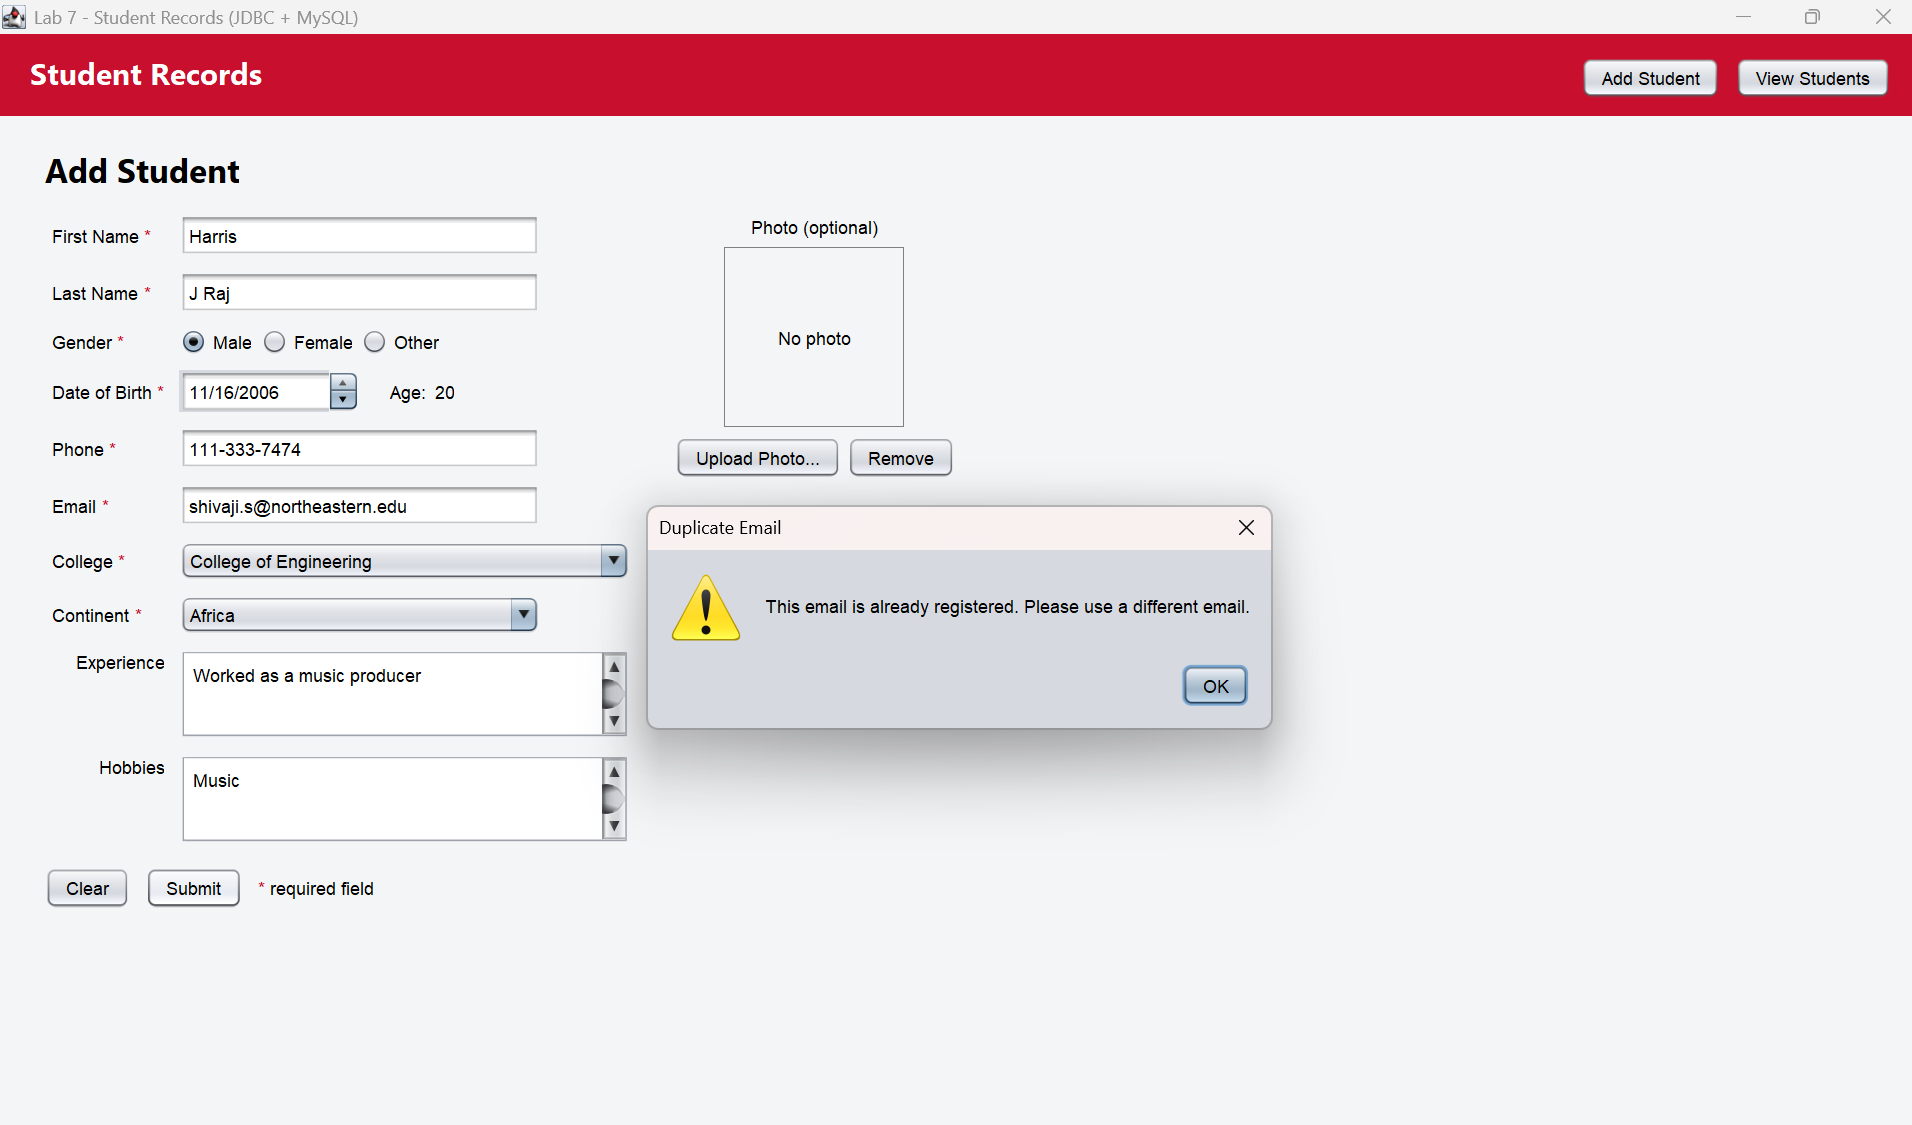 Lab 7 - Student Records (JDBC + MySQL)
Student Records
Add Student
View Students
Add Student
First Name *
Harris
Last Name *
J Raj
Gender *
Male
Female
Other
Date of Birth *
11/16/2006
Age: 20
Phone *
111-333-7474
Email *
shivaji.s@northeastern.edu
College *
College of Engineering
Continent *
Africa
Experience
Worked as a music producer
Hobbies
Music
Clear
Submit
* required field
Photo (optional)
No photo
Upload Photo...
Remove
Duplicate Email
This email is already registered. Please use a different email.
OK